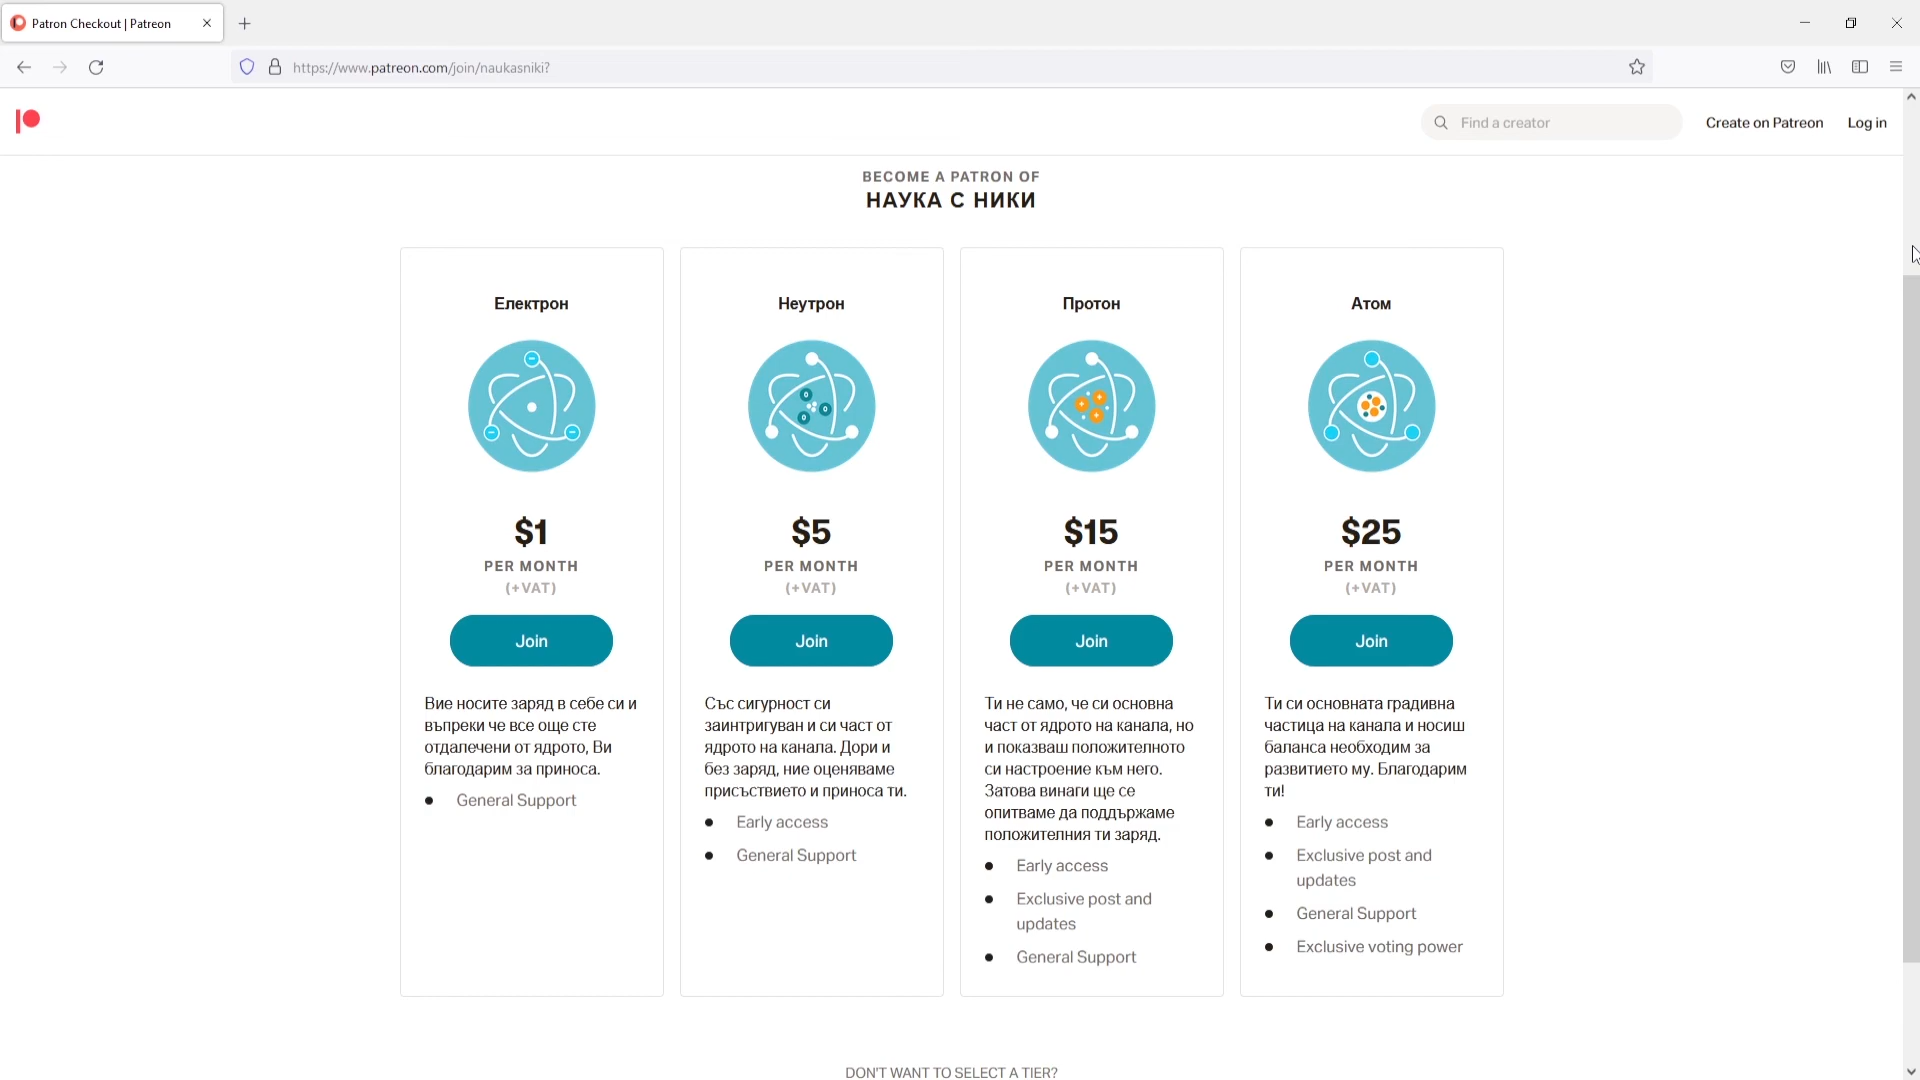 Patron Checkout | Patreon
https://www.patreon.com/join/naukasniki?
Find a creator
Create on Patreon
Log in
BECOME A PATRON OF
НАУКА С НИКИ
Електрон
$1
PER MONTH
(+VAT)
Join
Вие носите заряд в себе си и
въпреки че все още сте
отдалечени от ядрото, Ви
благодарим за приноса.
General Support
Неутрон
0
0
0
$5
PER MONTH
(+VAT)
Join
Със сигурност си
заинтригуван и си част от
ядрото на канала. Дори и
без заряд, ние оценяваме
присъствието и приноса ти.
Early access
General Support
Протон
$15
PER MONTH
(+VAT)
Join
Ти не само, че си основна
част от ядрото на канала, но
и показваш положителното
си настроение към него.
Затова винаги ще се
опитваме да поддържаме
положителния ти заряд.
Early access
Exclusive post and
updates
General Support
Атом
$25
PER MONTH
(+VAT)
Join
Ти си основната градивна
частица на канала и носиш
баланса необходим за
развитието му. Благодарим
ти!
Early access
Exclusive post and
updates
General Support
Exclusive voting power
DON'T WANT TO SELECT A TIER?